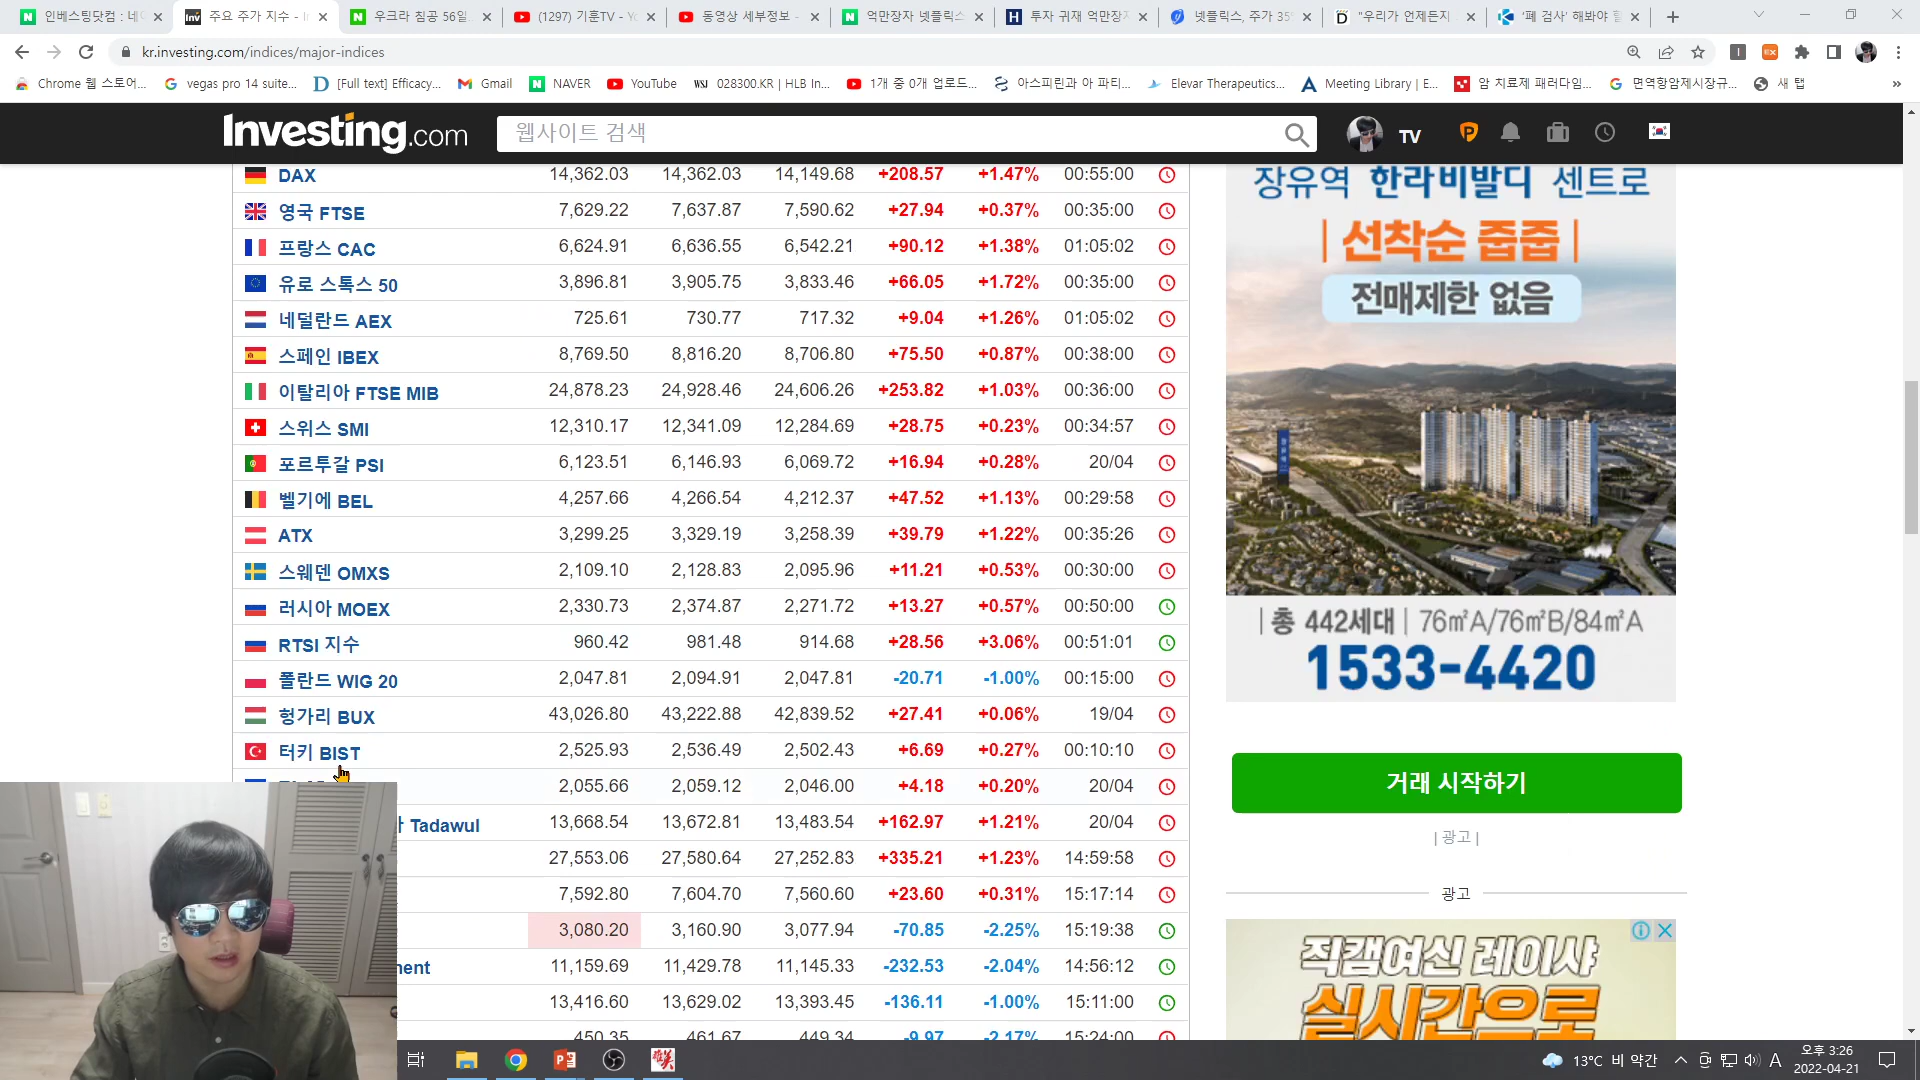 인베스팅닷컴 : 네
주요 주가 지수 - I
우크라 침공 56일..
(1297) 기훈TV - Yo
동영상 세부정보 -
억만장자 넷플릭스
투자 귀재 억만장자
넷플릭스, 주가 35
"우리가 언제든지
'폐 검사' 해봐야 할
kr.investing.com/indices/major-indices
Chrome 웹 스토어...
vegas pro 14 suite...
[Full text] Efficacy...
Gmail
NAVER
YouTube
WSJ 028300.KR | HLB In...
1개 중 0개 업로드...
아스피린과 아 파티...
Elevar Therapeutics...
Meeting Library | E...
암 치료제 패러다임...
면역항암제시장규...
새 탭
»
Investing.com
웹사이트 검색
TV
DAX 14,362.03 14,362.03 14,149.68 +208.57 +1.47% 00:55:00
영국 FTSE 7,629.22 7,637.87 7,590.62 +27.94 +0.37% 00:35:00
프랑스 CAC 6,624.91 6,636.55 6,542.21 +90.12 +1.38% 01:05:02
유로 스톡스 50 3,896.81 3,905.75 3,833.46 +66.05 +1.72% 00:35:00
네덜란드 AEX 725.61 730.77 717.32 +9.04 +1.26% 01:05:02
스페인 IBEX 8,769.50 8,816.20 8,706.80 +75.50 +0.87% 00:38:00
이탈리아 FTSE MIB 24,878.23 24,928.46 24,606.26 +253.82 +1.03% 00:36:00
스위스 SMI 12,310.17 12,341.09 12,284.69 +28.75 +0.23% 00:34:57
포르투갈 PSI 6,123.51 6,146.93 6,069.72 +16.94 +0.28% 20/04
벨기에 BEL 4,257.66 4,266.54 4,212.37 +47.52 +1.13% 00:29:58
ATX 3,299.25 3,329.19 3,258.39 +39.79 +1.22% 00:35:26
스웨덴 OMXS 2,109.10 2,128.83 2,095.96 +11.21 +0.53% 00:30:00
러시아 MOEX 2,330.73 2,374.87 2,271.72 +13.27 +0.57% 00:50:00
RTSI 지수 960.42 981.48 914.68 +28.56 +3.06% 00:51:01
폴란드 WIG 20 2,047.81 2,094.91 2,047.81 -20.71 -1.00% 00:15:00
헝가리 BUX 43,026.80 43,222.88 42,839.52 +27.41 +0.06% 19/04
터키 BIST 2,525.93 2,536.49 2,502.43 +6.69 +0.27% 00:10:10
2,055.66 2,059.12 2,046.00 +4.18 +0.20% 20/04
Tadawul 13,668.54 13,672.81 13,483.54 +162.97 +1.21% 20/04
27,553.06 27,580.64 27,252.83 +335.21 +1.23% 14:59:58
7,592.80 7,604.70 7,560.60 +23.60 +0.31% 15:17:14
3,080.20 3,160.90 3,077.94 -70.85 -2.25% 15:19:38
nent 11,159.69 11,429.78 11,145.33 -232.53 -2.04% 14:56:12
13,416.60 13,629.02 13,393.45 -136.11 -1.00% 15:11:00
450.35 461.67 449.34 -9.97 -2.17% 15:24:00
장유역 한라비발디 센트로
|선착순 줍줍|
전매제한 없음
|총 442세대|76㎡A/76㎡B/84㎡A
1533-4420
거래 시작하기
| 광고 |
광고
직캠여신 레이샤
실시간으로
13°C 비 약간
A
오후 3:26
2022-04-21